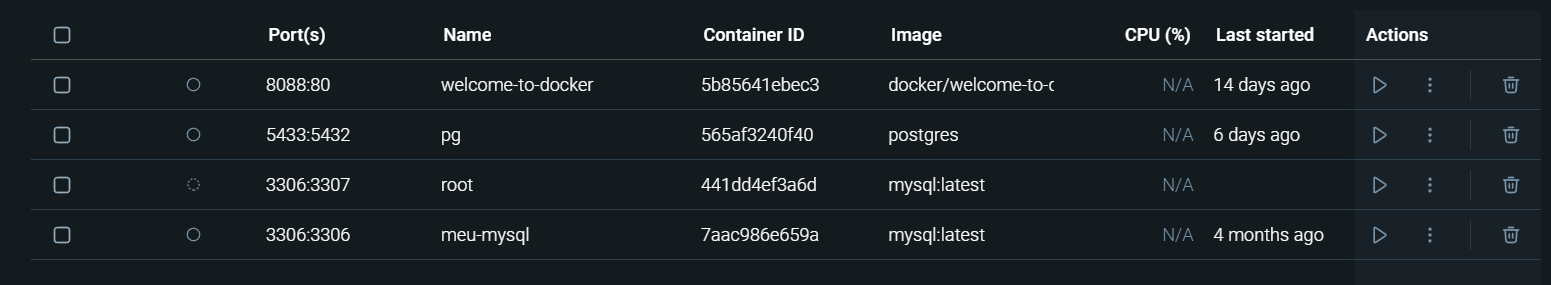 Port(s) Name Container ID Image CPU (%) Last started Actions
8088:80 welcome-to-docker 5b85641ebec3 docker/welcome-to-c N/A 14 days ago
5433:5432 pg 565af3240f40 postgres N/A 6 days ago
3306:3307 root 441dd4ef3a6d mysql:latest N/A
3306:3306 meu-mysql 7aac986e659a mysql:latest N/A 4 months ago